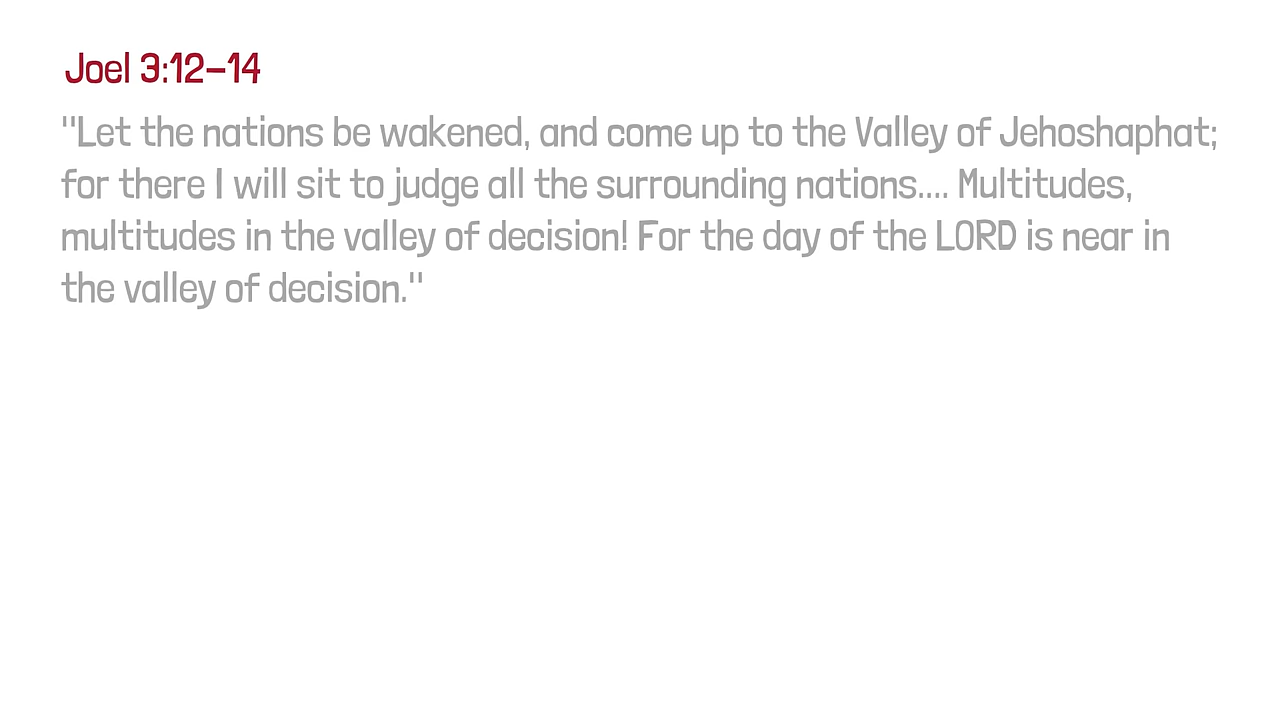 Joel 3:12–14
"Let the nations be wakened, and come up to the Valley of Jehoshaphat;
for there I will sit to judge all the surrounding nations.... Multitudes,
multitudes in the valley of decision! For the day of the LORD is near in
the valley of decision."